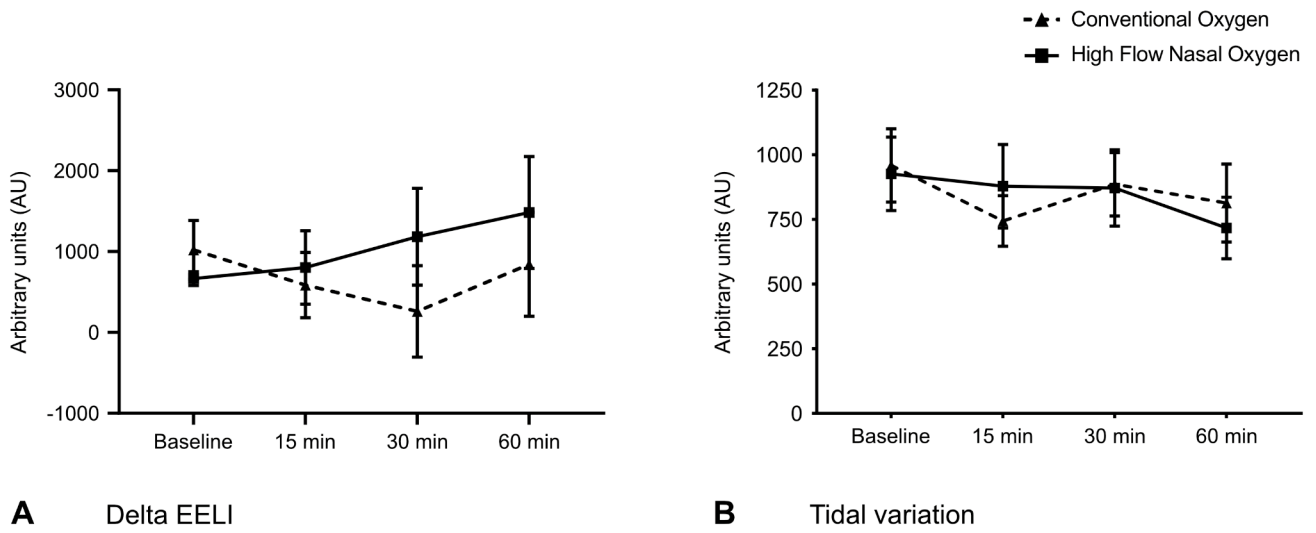 Conventional Oxygen
High Flow Nasal Oxygen
3000
2000
1000
0
-1000
Arbitrary units (AU)
Baseline 15 min 30 min 60 min
A Delta EELI
1250
1000
750
500
250
0
Arbitrary units (AU)
Baseline 15 min 30 min 60 min
B Tidal variation